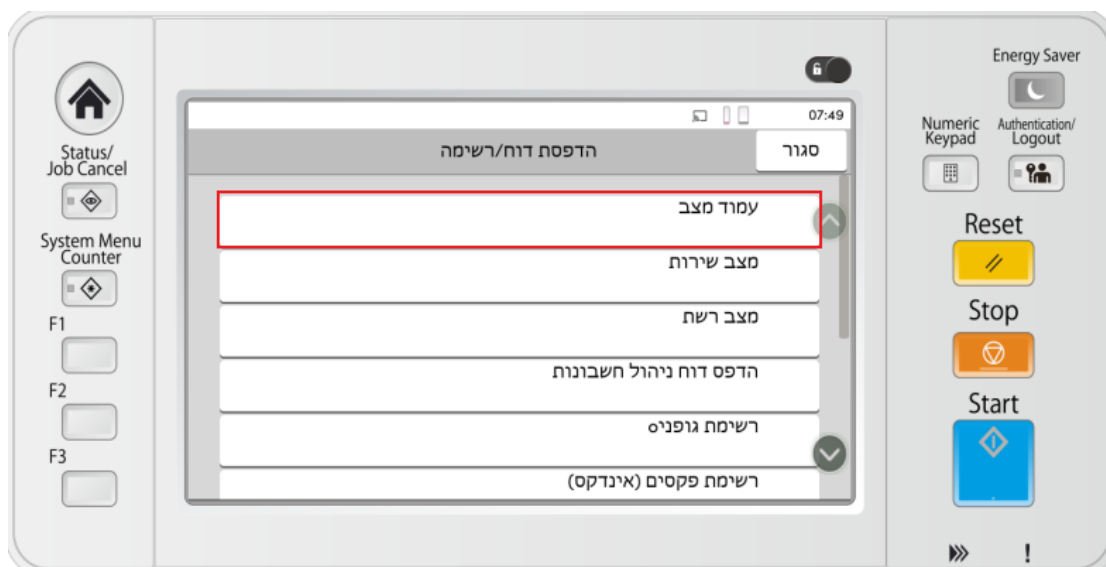 Energy Saver
07:49
Numeric
Keypad
Authentication/
Logout
Status/
Job Cancel
הדפסת דוח/רשימה
סגור
עמוד מצב
Reset
System Menu
Counter
מצב שירות
F1
מצב רשת
Stop
הדפס דוח ניהול חשבונות
F2
Start
רשימת גופניס
F3
רשימת פקסים (אינדקס)
!